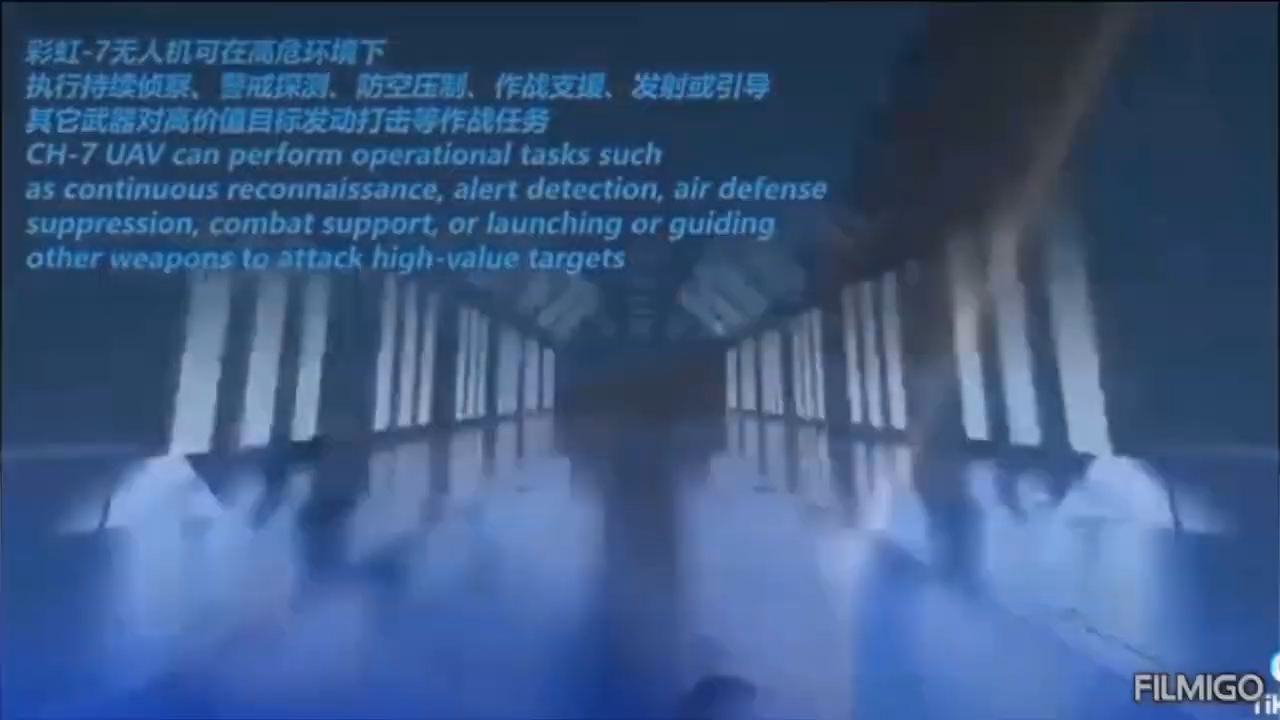 彩虹-7无人机可在高危环境下
执行持续侦察、警戒探测、防空压制、作战支援、发射或引导
其它武器对高价值目标发动打击等作战任务
CH-7 UAV can perform operational tasks such
as continuous reconnaissance, alert detection, air defense
suppression, combat support, or launching or guiding
other weapons to attack high-value targets
FILMIGO